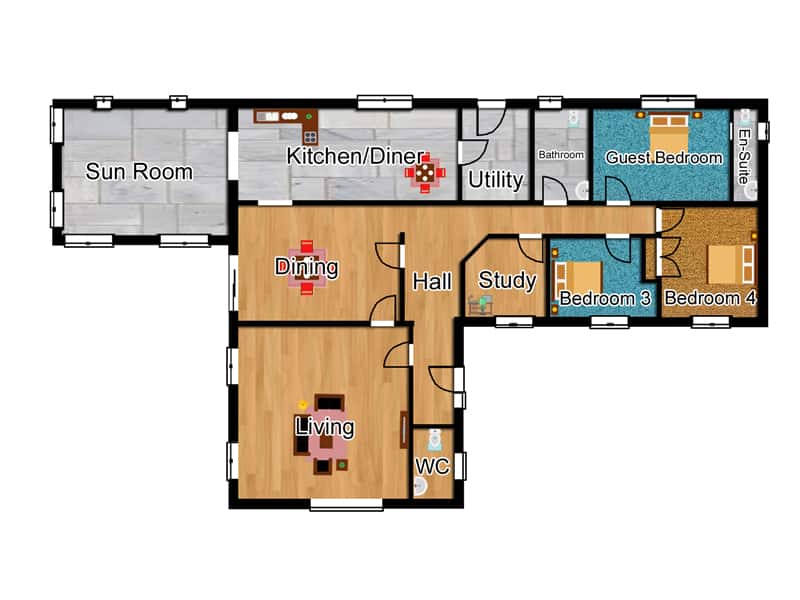 Sun Room
Kitchen/Diner
Utility
Bathroom
Guest Bedroom
En-Suite
Dining
Hall
Study
Bedroom 3
Bedroom 4
Living
WC